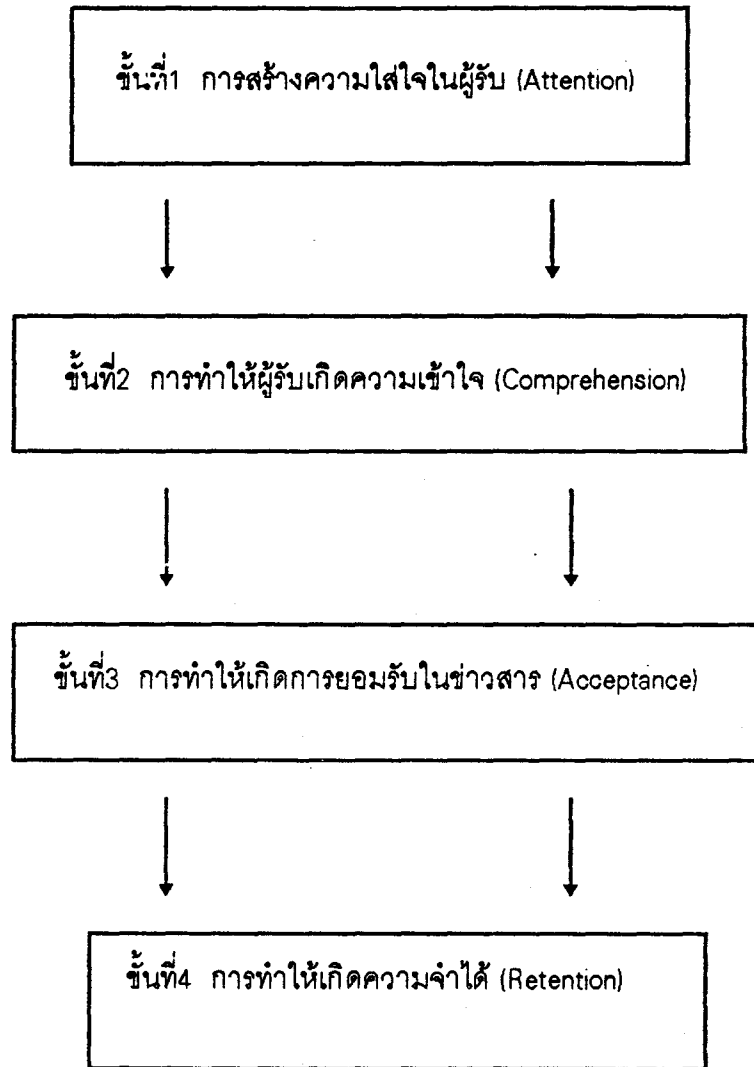 ขั้นที่1 การสร้างความใส่ใจในผู้รับ (Attention)
ขั้นที่2 การทำให้ผู้รับเกิดความเข้าใจ (Comprehension)
ขั้นที่3 การทำให้เกิดการยอมรับในข่าวสาร (Acceptance)
ขั้นที่4 การทำให้เกิดความจำได้ (Retention)